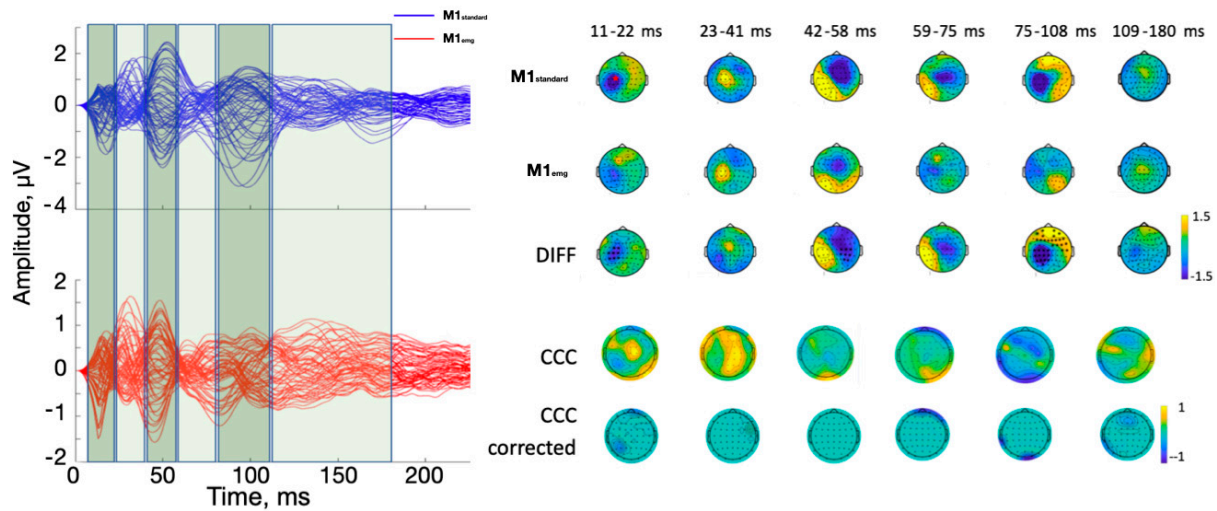 M1standard
M1emg
2
0
-2
-4
2
1
0
-1
-2
Amplitude, µV
0
50
100
150
200
Time, ms
11-22 ms 23-41 ms 42-58 ms 59-75 ms 75-108 ms 109-180 ms
M1standard
M1emg
DIFF
1.5
-1.5
CCC
CCC
corrected
1
--1